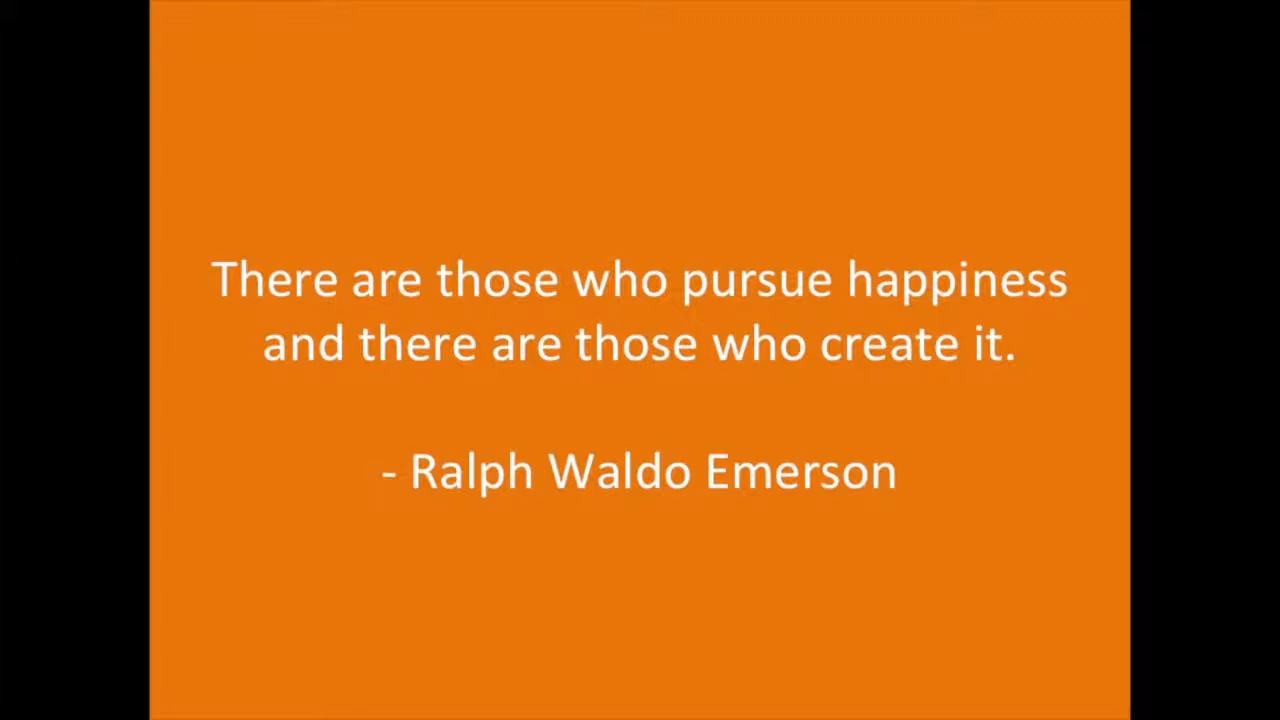 There are those who pursue happiness
and there are those who create it.
- Ralph Waldo Emerson